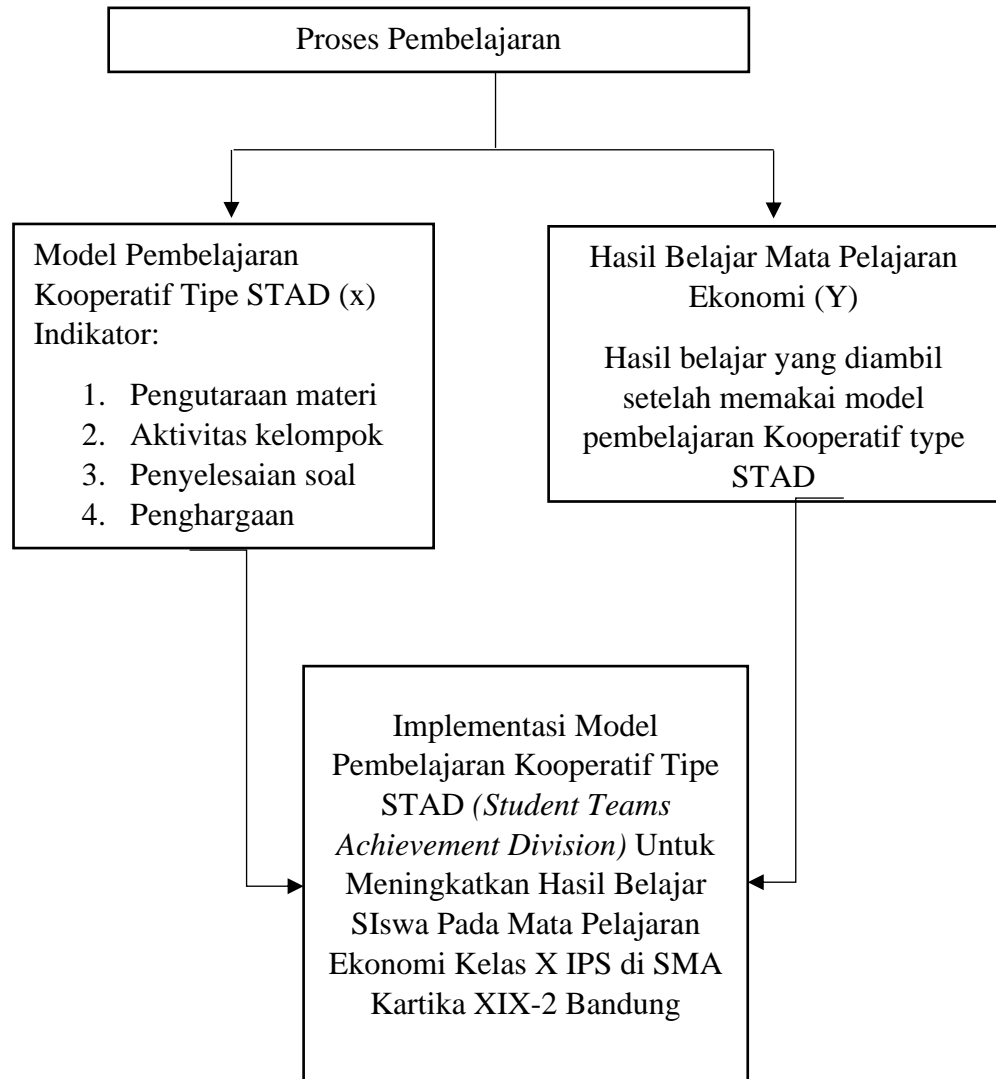 Proses Pembelajaran
Model Pembelajaran
Kooperatif Tipe STAD (x)
Indikator:
1. Pengutaraan materi
2. Aktivitas kelompok
3. Penyelesaian soal
4. Penghargaan
Hasil Belajar Mata Pelajaran
Ekonomi (Y)
Hasil belajar yang diambil
setelah memakai model
pembelajaran Kooperatif type
STAD
Implementasi Model
Pembelajaran Kooperatif Tipe
STAD (Student Teams
Achievement Division) Untuk
Meningkatkan Hasil Belajar
SIswa Pada Mata Pelajaran
Ekonomi Kelas X IPS di SMA
Kartika XIX-2 Bandung